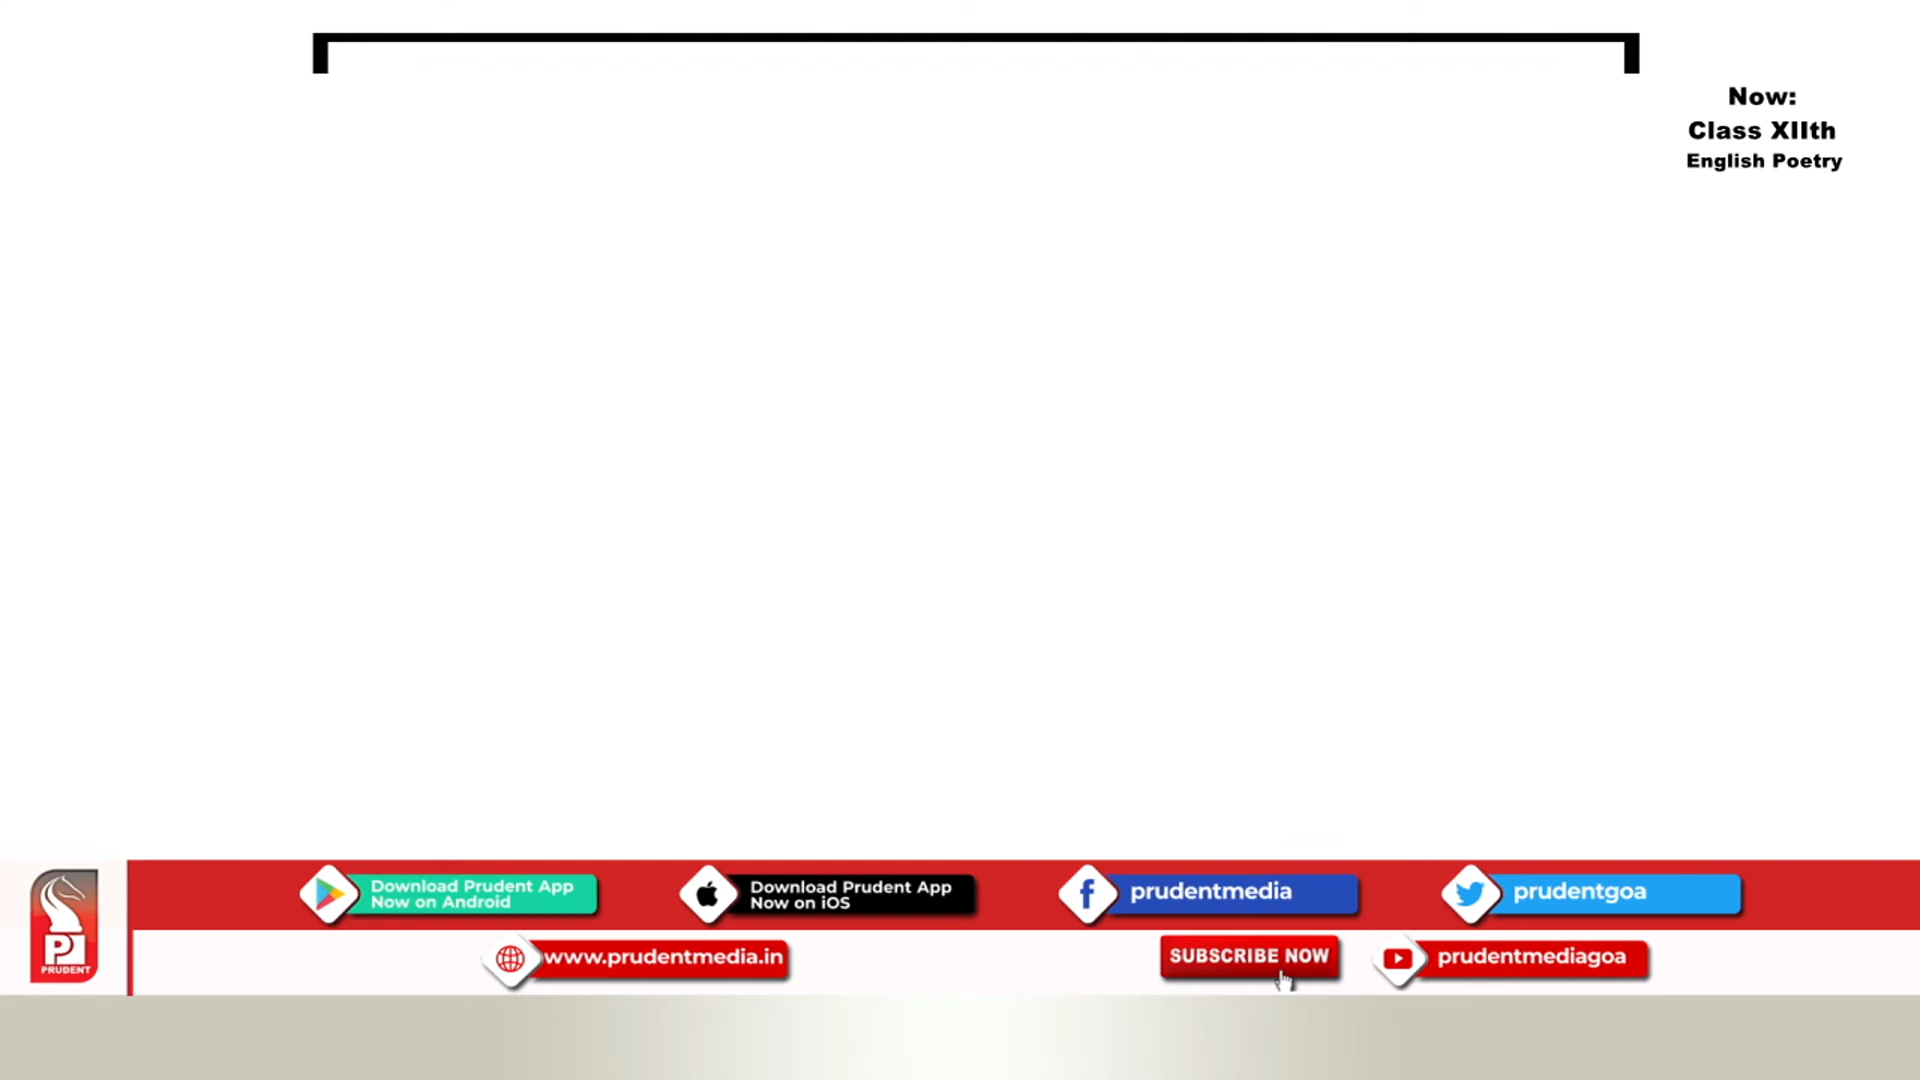 Now:
Class XIIth
English Poetry
Download Prudent App
Now on Android
Download Prudent App
Now on iOS
prudentmedia
prudentgoa
www.prudentmedia.in
SUBSCRIBE NOW
prudentmediagoa
PRUDENT